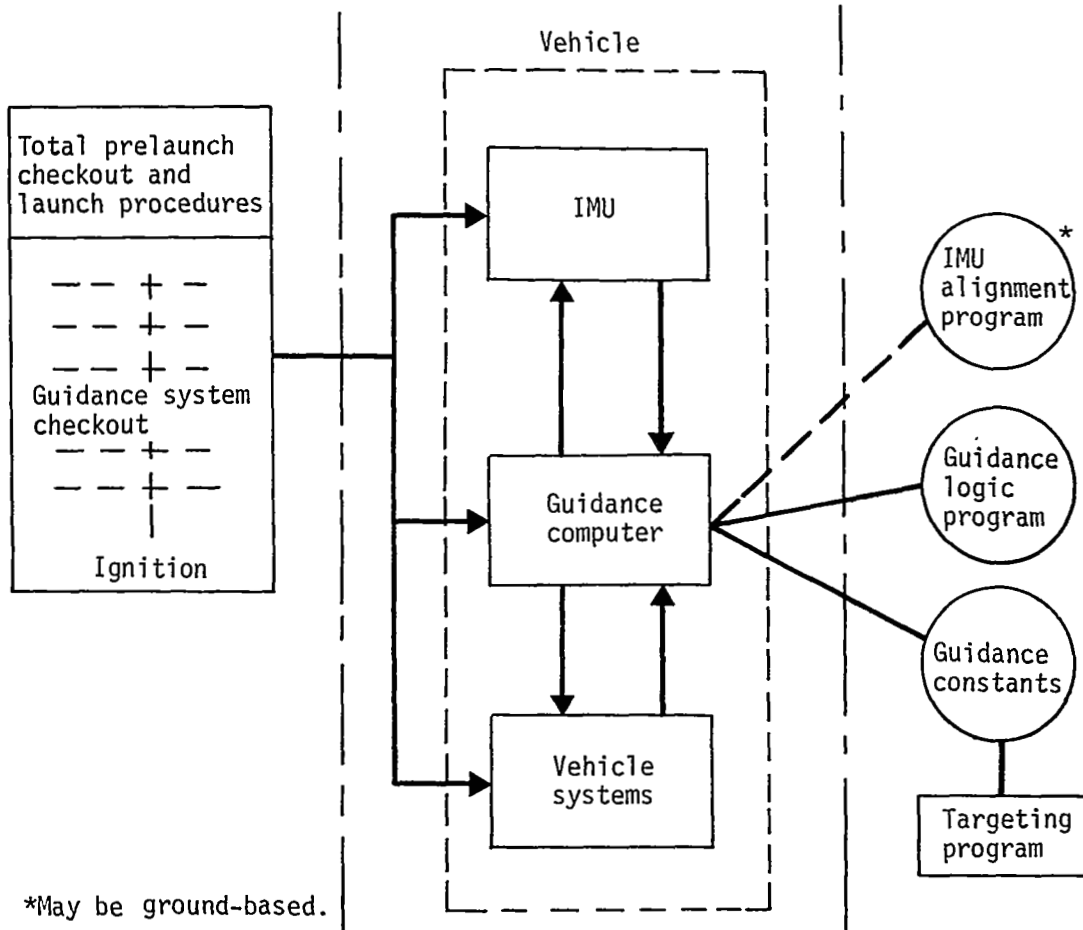 Vehicle
Total prelaunch
checkout and
launch procedures
Guidance system
checkout
Ignition
IMU
Guidance
computer
Vehicle
systems
*
IMU
alignment
program
Guidance
logic
program
Guidance
constants
Targeting
program
*May be ground-based.